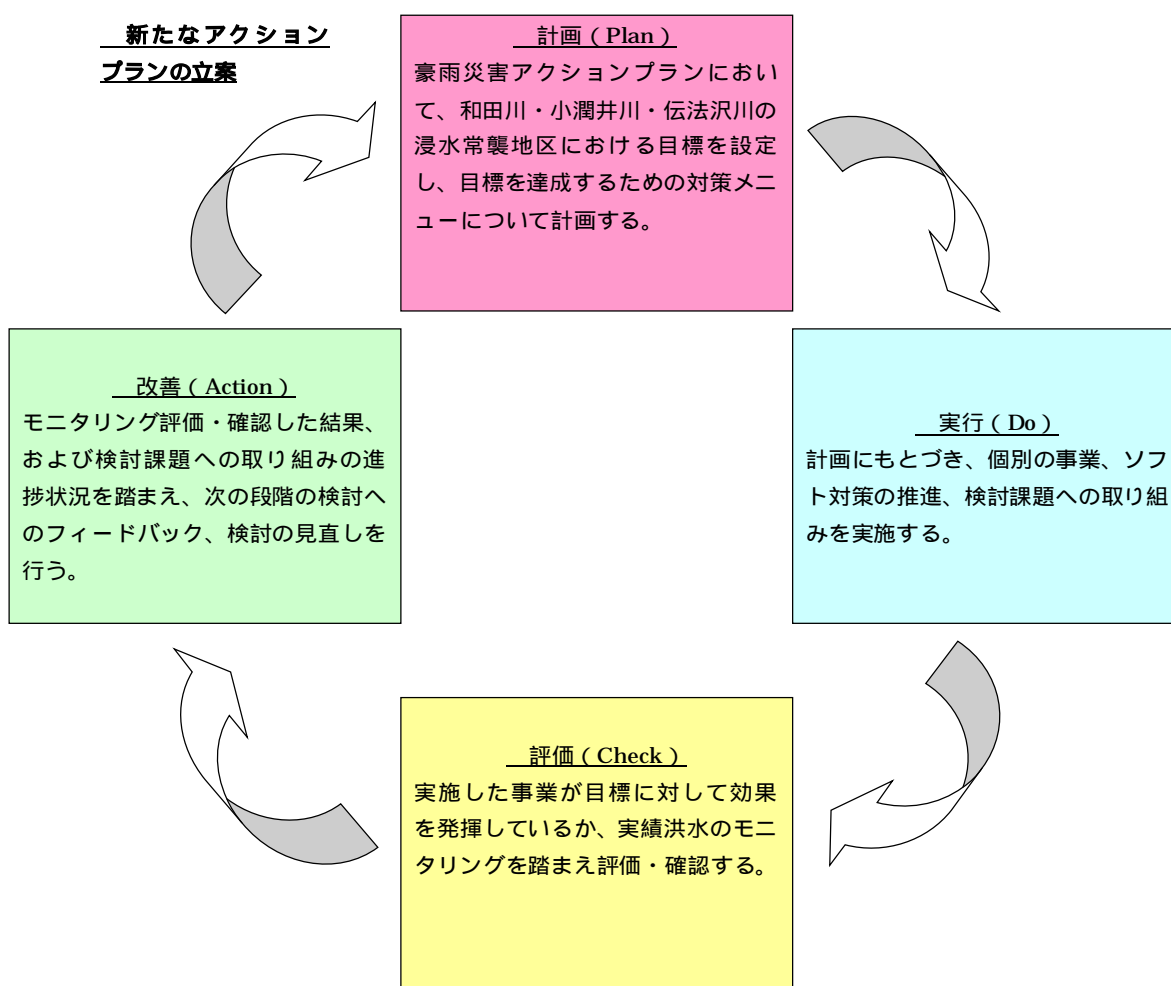 新たなアクション
プランの立案
計画（Plan）
豪雨災害アクションプランにおい
て、和田川・小潤井川・伝法沢川の
浸水常襲地区における目標を設定
し、目標を達成するための対策メニ
ューについて計画する。
改善（Action）
モニタリング評価・確認した結果、
および検討課題への取り組みの進
捗状況を踏まえ、次の段階の検討へ
のフィードバック、検討の見直しを
行う。
実行（Do）
計画にもとづき、個別の事業、ソフ
ト対策の推進、検討課題への取り組
みを実施する。
評価（Check）
実施した事業が目標に対して効果
を発揮しているか、実績洪水のモニ
タリングを踏まえ評価・確認する。